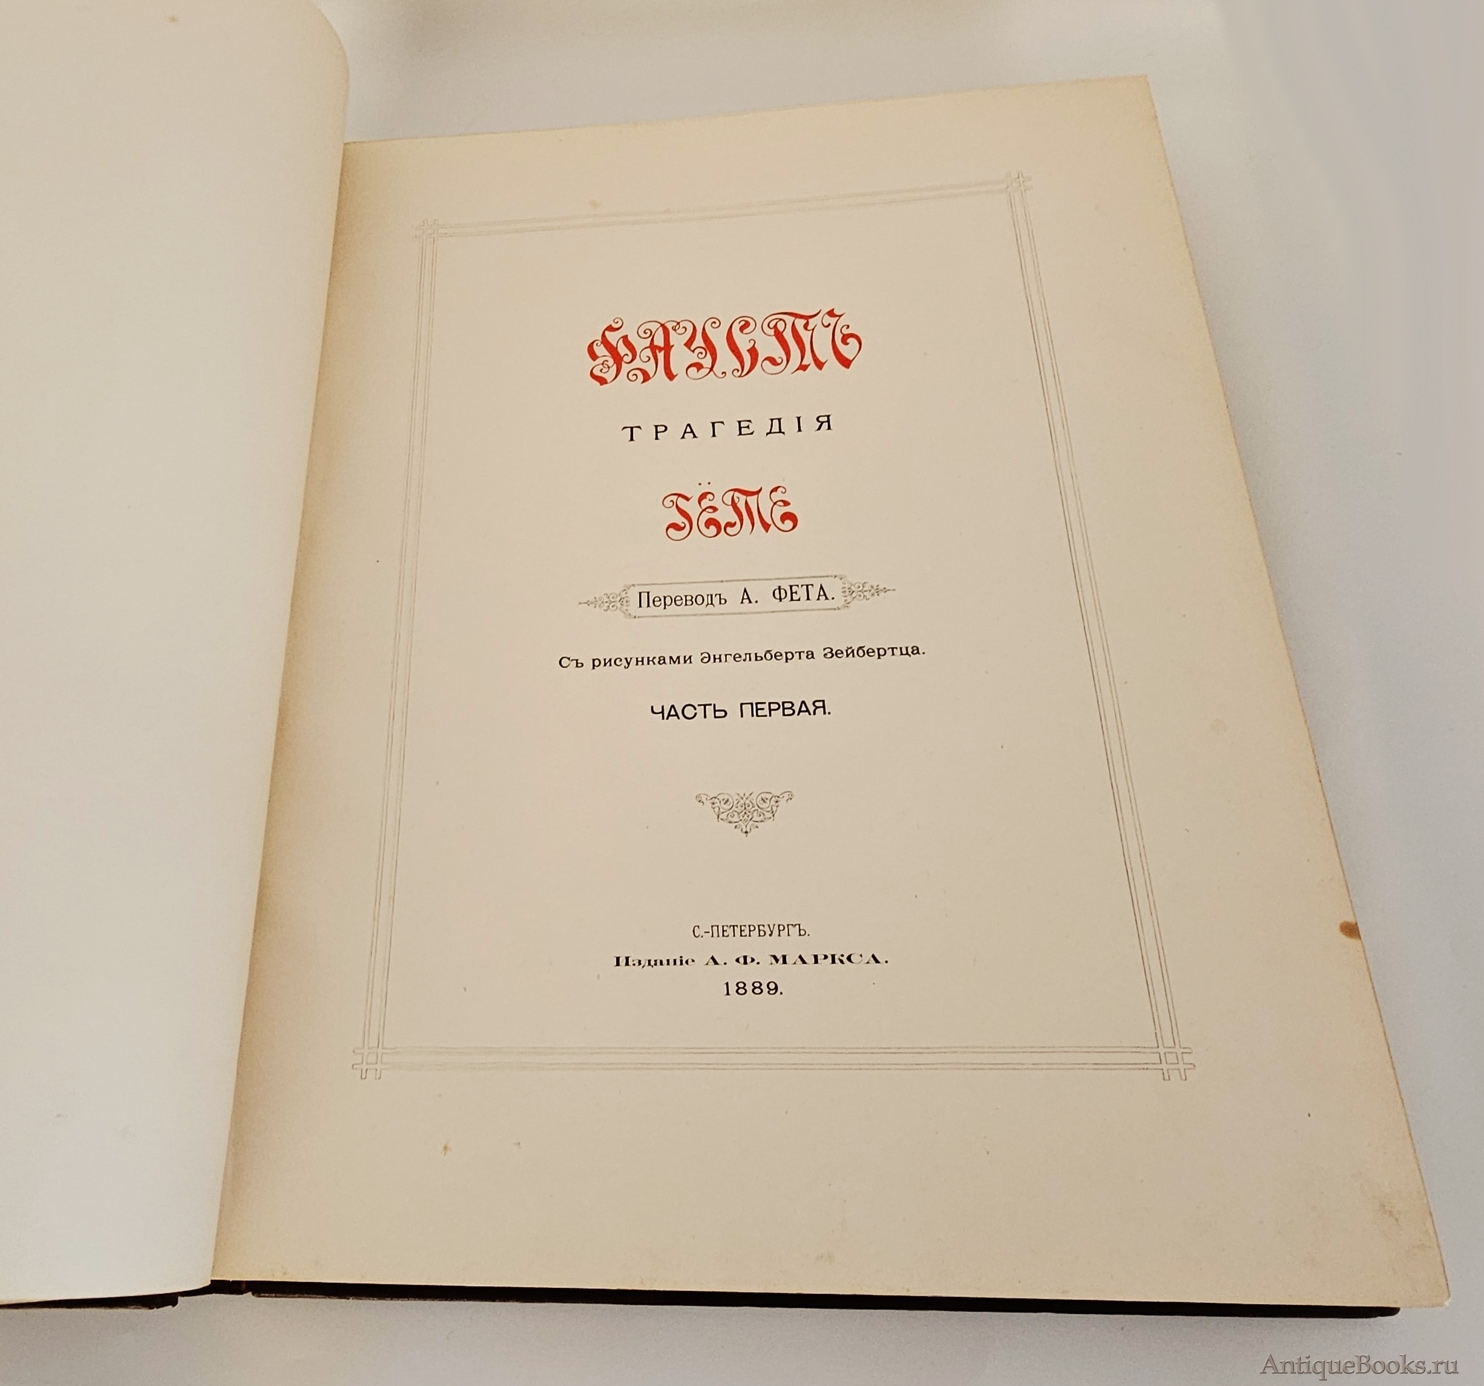 ФАУСТЪ
ТРАГЕДІЯ
ГЁТЕ
Переводъ А. ФЕТА.
Съ рисунками Энгельберта Зейбертца.
ЧАСТЬ ПЕРВАЯ.
С.-ПЕТЕРБУРГЪ.
Изданіе А. Ф. МАРКСА.
1889.
AntiqueBooks.ru